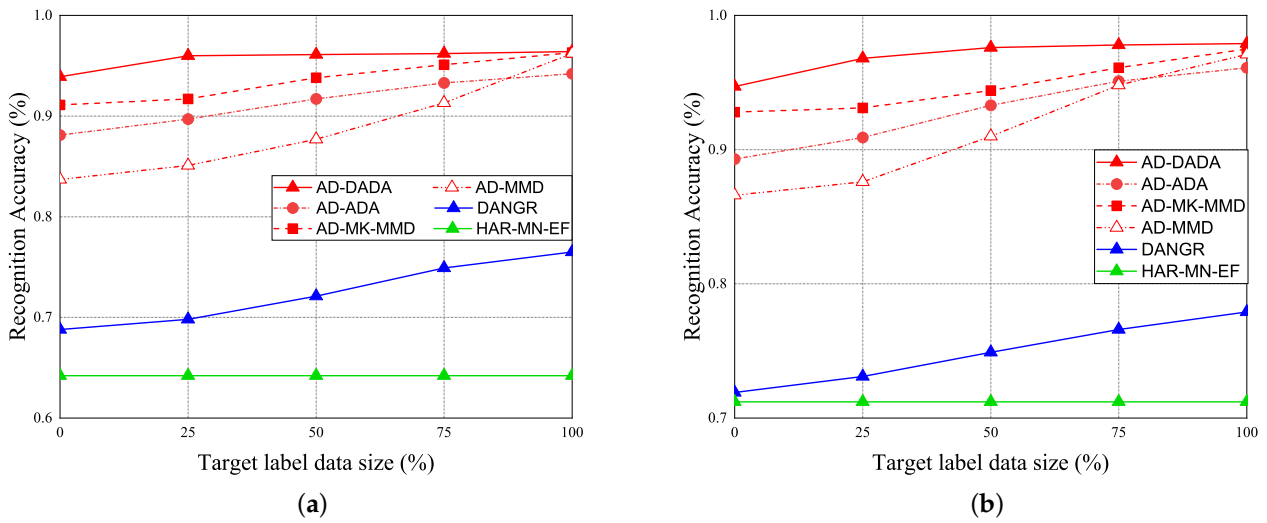 1.0
0.9
0.8
0.7
0.6
Recognition Accuracy (%)
AD-DADA
AD-MMD
AD-ADA
DANGR
AD-MK-MMD
HAR-MN-EF
0 25 50 75 100
Target label data size (%)
(a)
1.0
0.9
0.8
0.7
Recognition Accuracy (%)
AD-DADA
AD-ADA
AD-MK-MMD
AD-MMD
DANGR
HAR-MN-EF
0 25 50 75 100
Target label data size (%)
(b)